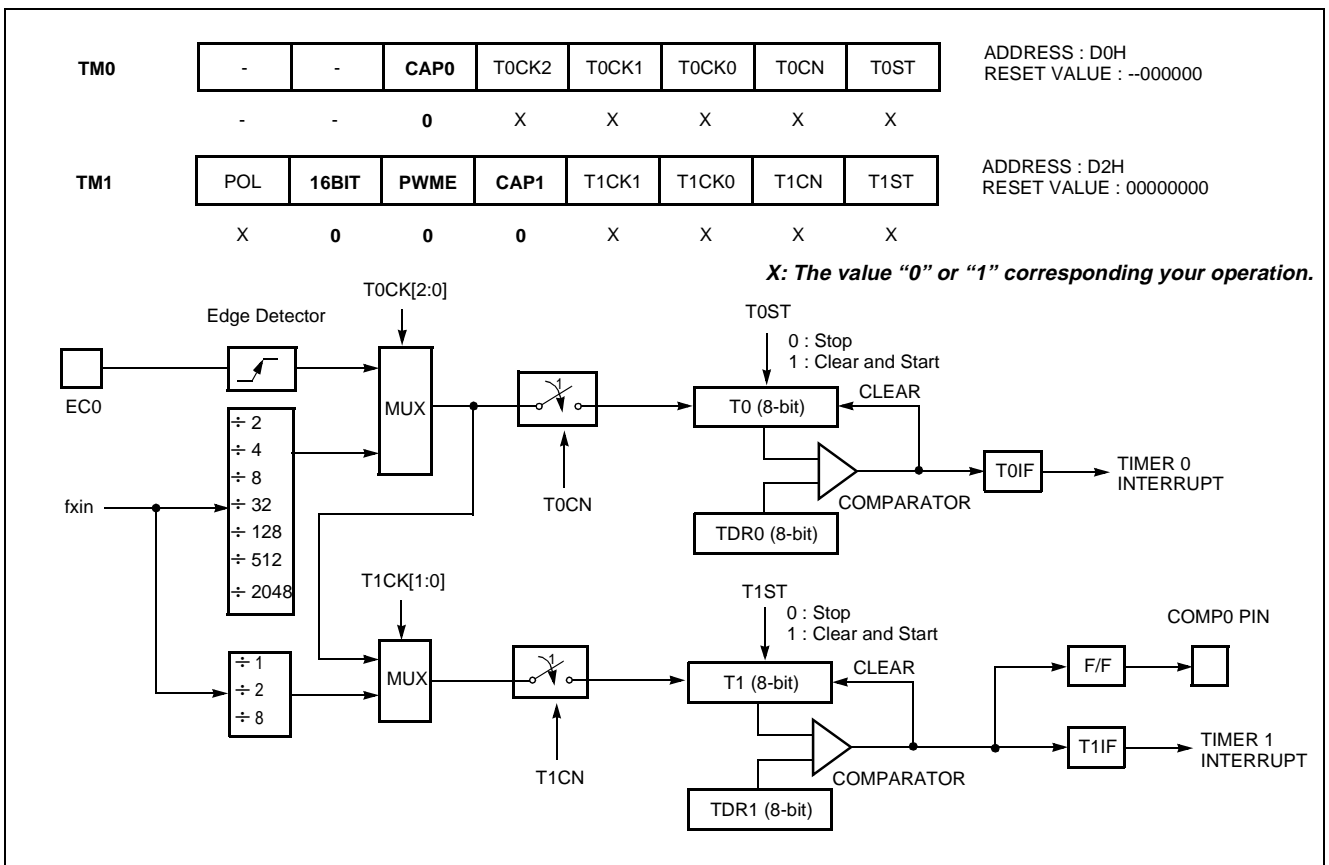 TM0 - - CAP0 T0CK2 T0CK1 T0CK0 T0CN T0ST ADDRESS : D0H
RESET VALUE : --000000
- - 0 X X X X X
TM1 POL 16BIT PWME CAP1 T1CK1 T1CK0 T1CN T1ST ADDRESS : D2H
RESET VALUE : 00000000
X 0 0 0 X X X X
X: The value “0” or “1” corresponding your operation.
T0CK[2:0]
Edge Detector
EC0
MUX
÷ 2
÷ 4
÷ 8
÷ 32
÷ 128
÷ 512
÷ 2048
fxin
1
T0CN
T0ST
0 : Stop
1 : Clear and Start
T0 (8-bit)
CLEAR
COMPARATOR
TDR0 (8-bit)
T0IF
TIMER 0
INTERRUPT
T1CK[1:0]
÷ 1
÷ 2
÷ 8
MUX
1
T1CN
T1ST
0 : Stop
1 : Clear and Start
T1 (8-bit)
CLEAR
COMPARATOR
TDR1 (8-bit)
COMP0 PIN
F/F
T1IF
TIMER 1
INTERRUPT